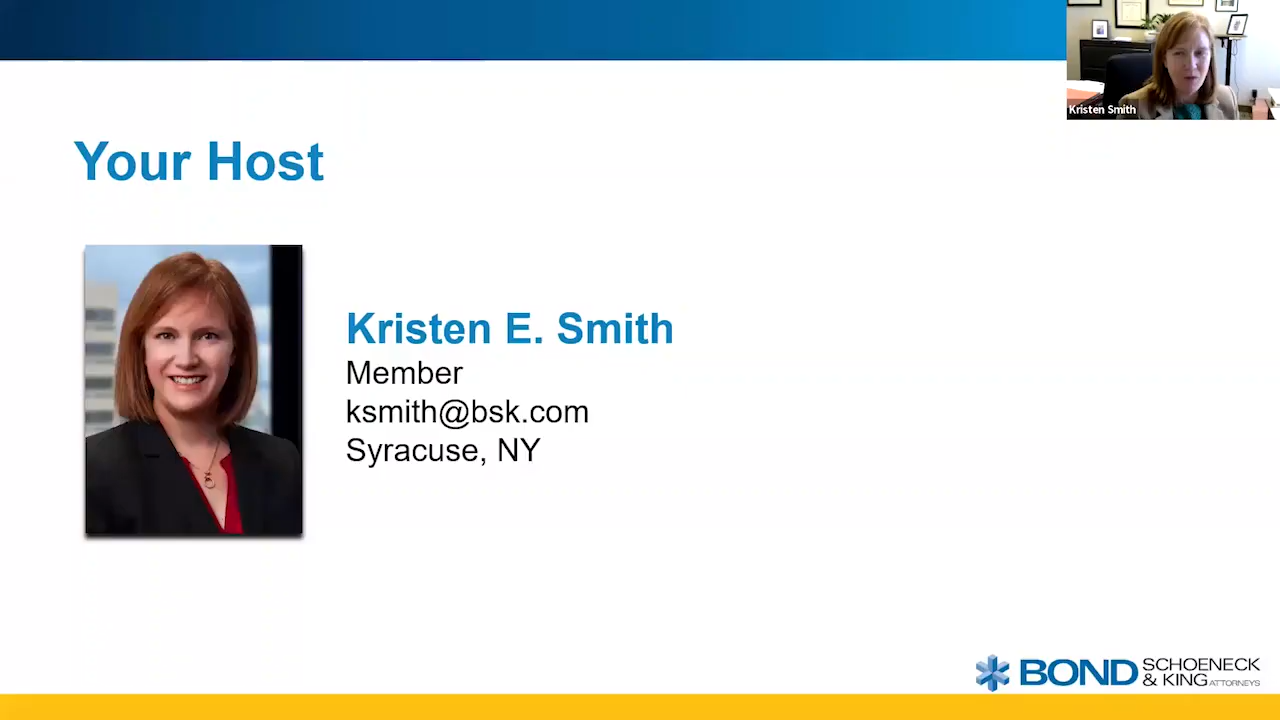 Kristen Smith
Your Host
Kristen E. Smith
Member
ksmith@bsk.com
Syracuse, NY
BOND SCHOENECK
& KING ATTORNEYS